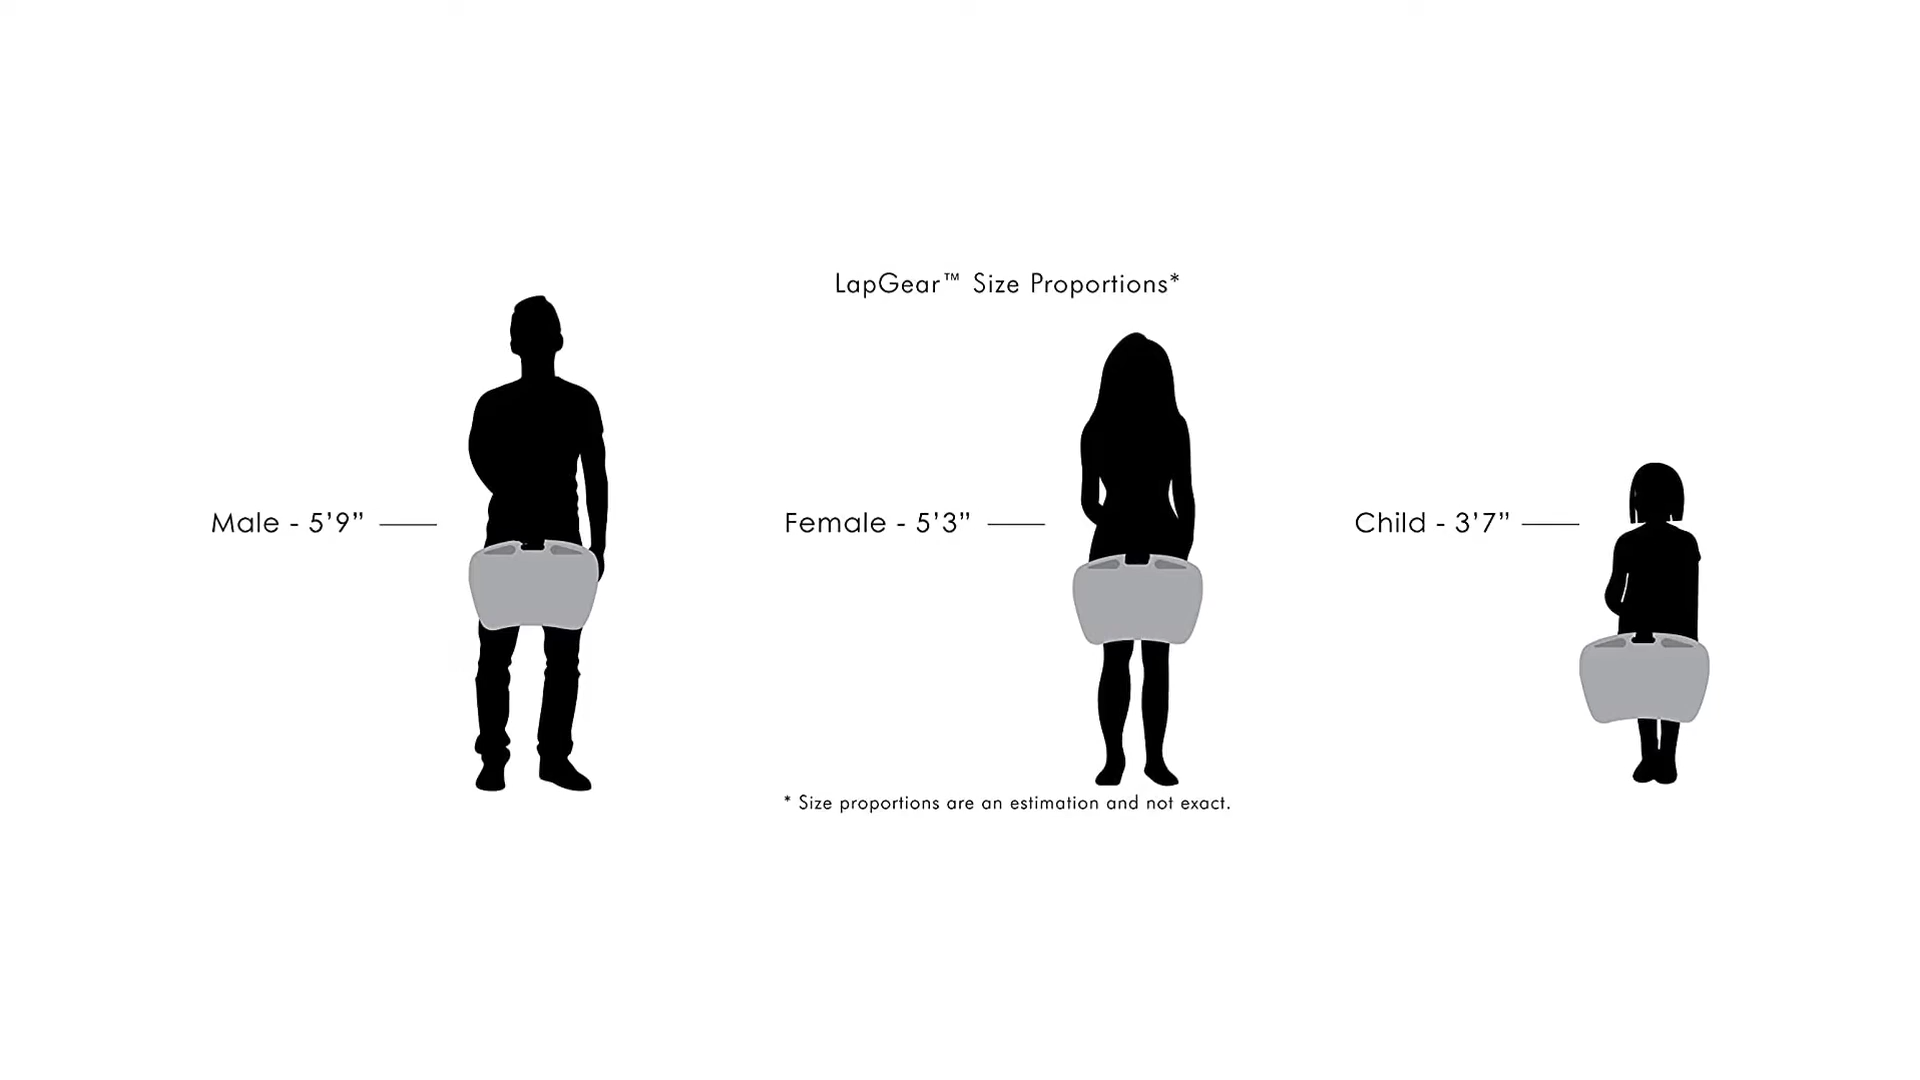 LapGear™ Size Proportions*
Male - 5’9”
Female - 5’3”
Child - 3’7”
* Size proportions are an estimation and not exact.